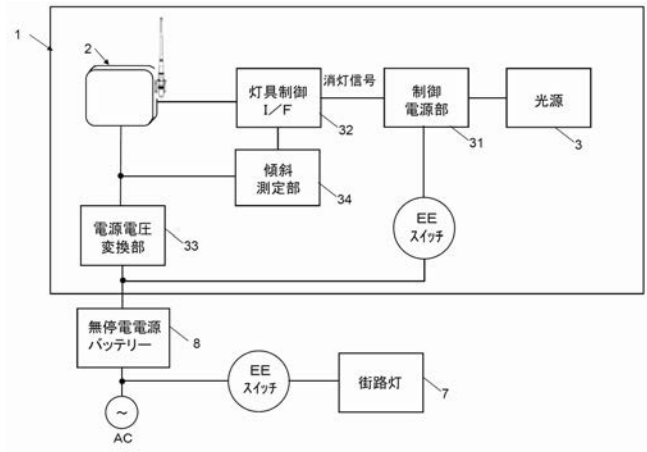 1
2
灯具制御
I／F
32
消灯信号
制御
電源部
31
光源
3
傾斜
測定部
34
電源電圧
変換部
33
EE
スイッチ
無停電電源
バッテリー
8
EE
スイッチ
街路灯
7
～
AC